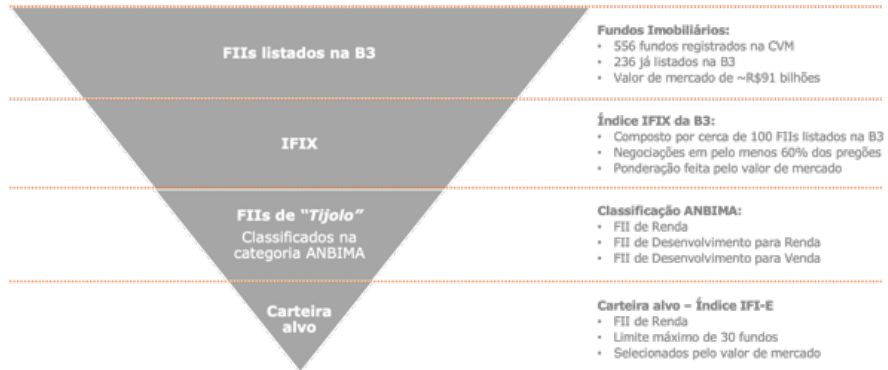 FIIs listados na B3
Fundos Imobiliários:
• 556 fundos registrados na CVM
• 236 já listados na B3
• Valor de mercado de ~R$91 bilhões
IFIX
Índice IFIX da B3:
• Composto por cerca de 100 FIIs listados na B3
• Negociações em pelo menos 60% dos pregões
• Ponderação feita pelo valor de mercado
FIIs de "Tijolo"
Classificados na
categoria ANBIMA
Classificação ANBIMA:
• FII de Renda
• FII de Desenvolvimento para Renda
• FII de Desenvolvimento para Venda
Carteira
alvo
Carteira alvo – Índice IFI-E
• FII de Renda
• Limite máximo de 30 fundos
• Selecionados pelo valor de mercado